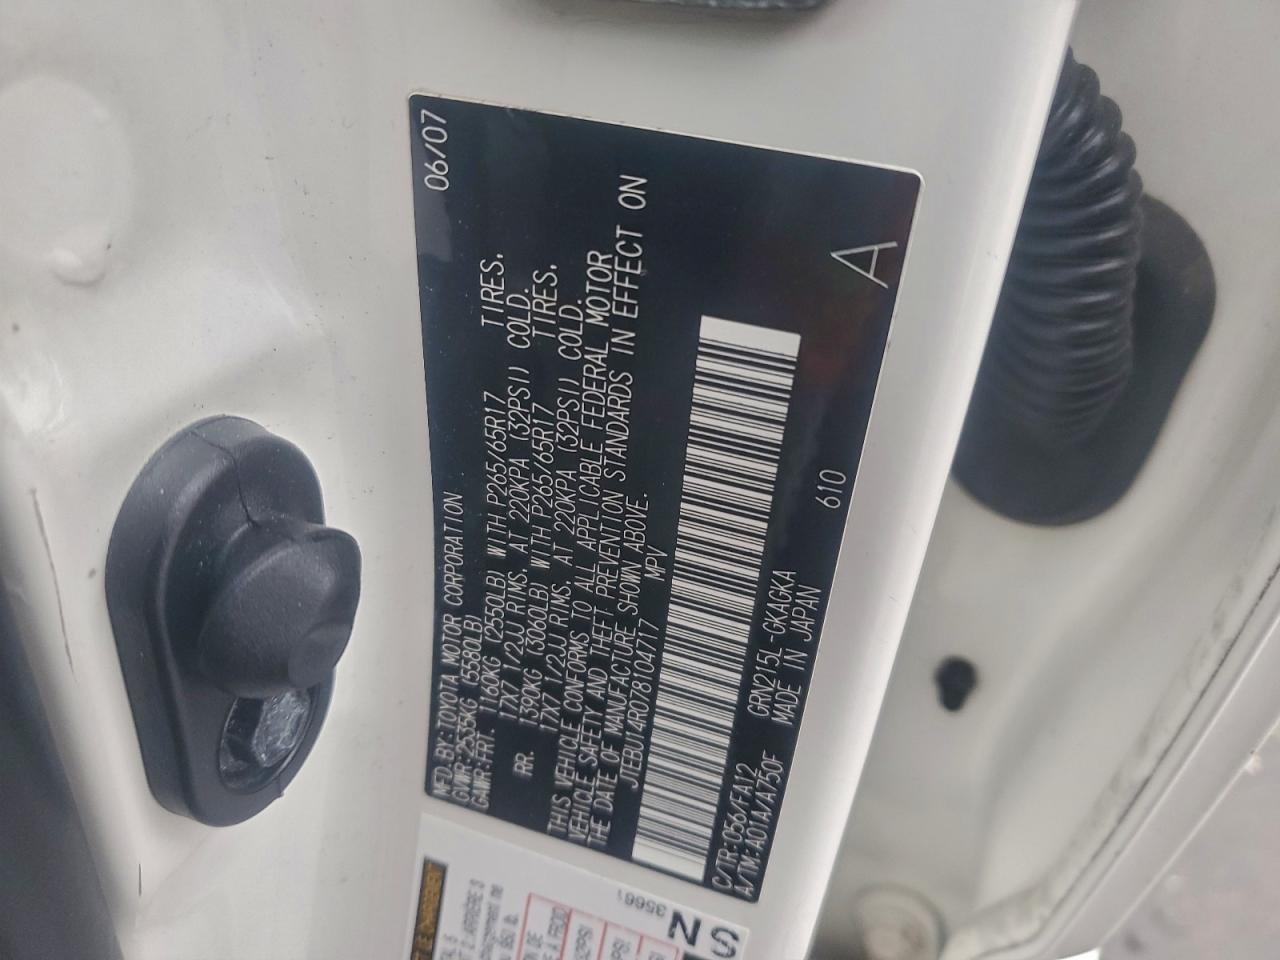 MFD.BY:TOYOTA MOTOR CORPORATION 06/07
GVWR:2535KG (5580LB)
GAWR:FRT. 1160KG (2550LB) WITH P265/65R17 TIRES,
17X7 1/2JJ RIMS, AT 220KPA (32PSI) COLD.
RR. 1390KG (3060LB) WITH P265/65R17 TIRES,
17X7 1/2JJ RIMS, AT 220KPA (32PSI) COLD.
THIS VEHICLE CONFORMS TO ALL APPLICABLE FEDERAL MOTOR
VEHICLE SAFETY AND THEFT PREVENTION STANDARDS IN EFFECT ON
THE DATE OF MANUFACTURE SHOWN ABOVE.
JTEBU14R078104717 MPV
C/TR:056/FA12 GRN215L-GKAGKA 610 A
A/TM:A01A/A750F MADE IN JAPAN
35661
SN